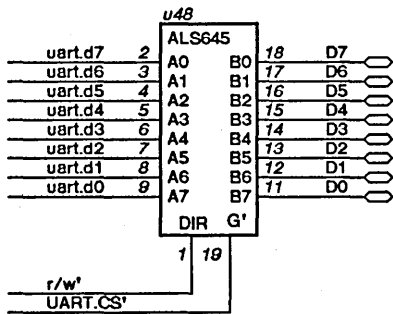 u48
ALS645
uart.d7 2 A0 B0 18 D7
uart.d6 3 A1 B1 17 D6
uart.d5 4 A2 B2 16 D5
uart.d4 5 A3 B3 15 D4
uart.d3 6 A4 B4 14 D3
uart.d2 7 A5 B5 13 D2
uart.d1 8 A6 B6 12 D1
uart.d0 9 A7 B7 11 D0
DIR G'
1 19
r/w'
UART.CS'